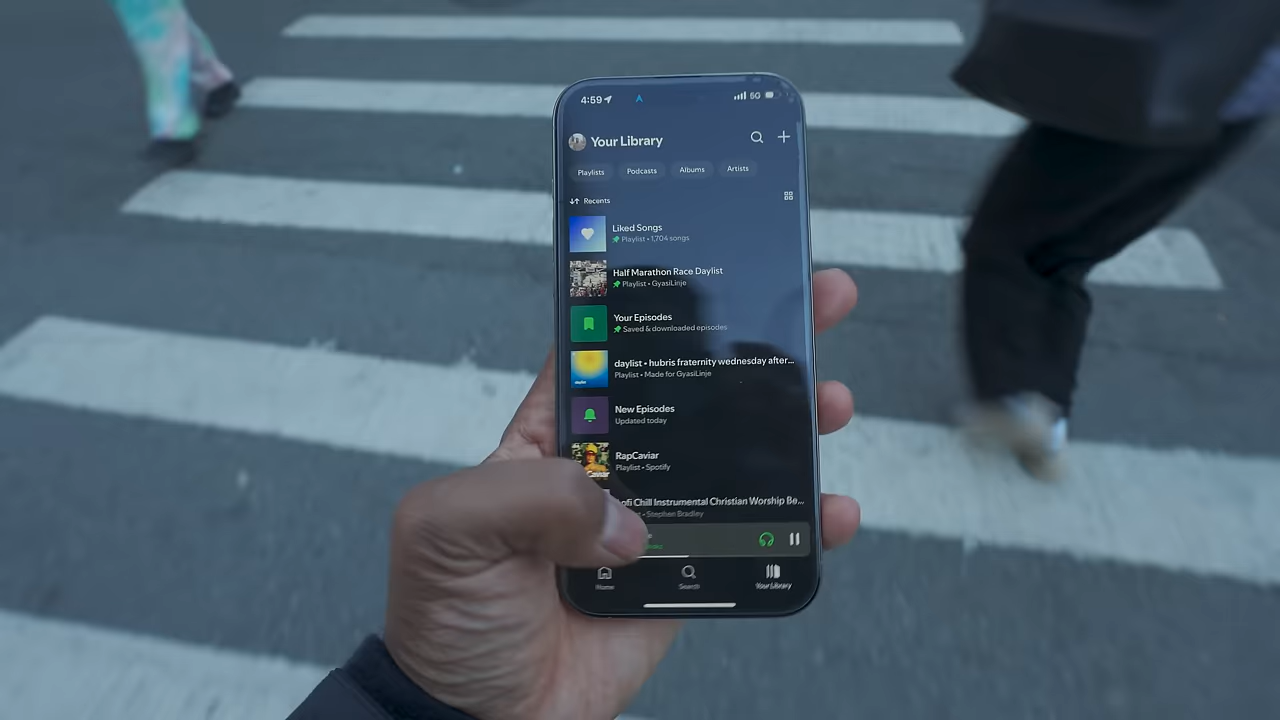 4:59
5G
Your Library
Playlists
Podcasts
Albums
Artists
Recents
Liked Songs
Playlist • 1,704 songs
Half Marathon Race Daylist
Playlist • GyasiLinje
Your Episodes
Saved & downloaded episodes
daylist • hubris fraternity wednesday after...
Playlist • Made for GyasiLinje
daylist
New Episodes
Updated today
RapCaviar
Playlist • Spotify
Chill Instrumental Christian Worship Be...
• Stephen Bradley
Home
Search
Your Library